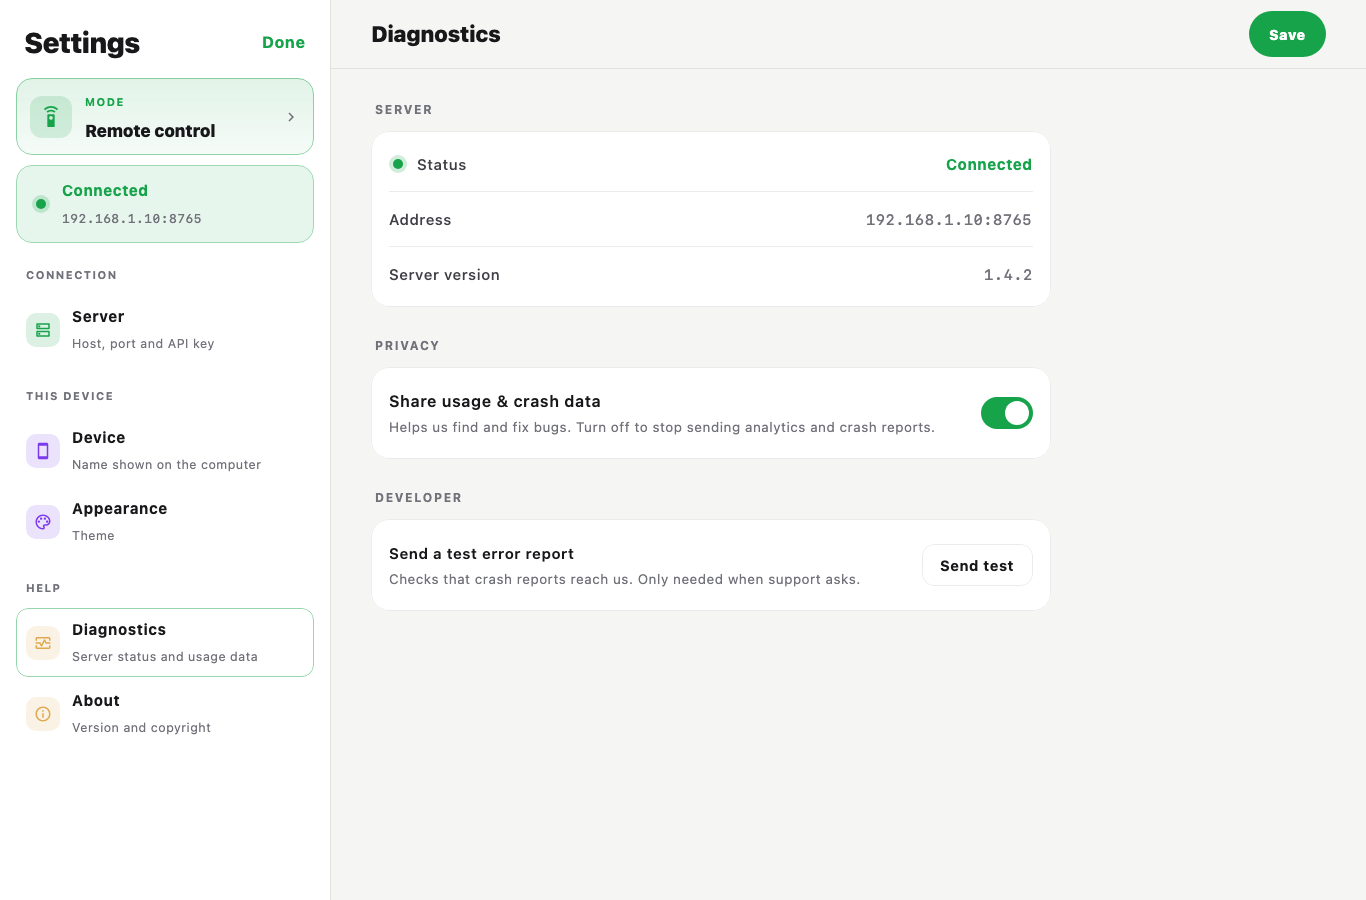 Settings
Done
MODE
Remote control
Connected
192.168.1.10:8765
CONNECTION
Server
Host, port and API key
THIS DEVICE
Device
Name shown on the computer
Appearance
Theme
HELP
Diagnostics
Server status and usage data
About
Version and copyright
Diagnostics
Save
SERVER
Status
Connected
Address
192.168.1.10:8765
Server version
1.4.2
PRIVACY
Share usage & crash data
Helps us find and fix bugs. Turn off to stop sending analytics and crash reports.
DEVELOPER
Send a test error report
Checks that crash reports reach us. Only needed when support asks.
Send test